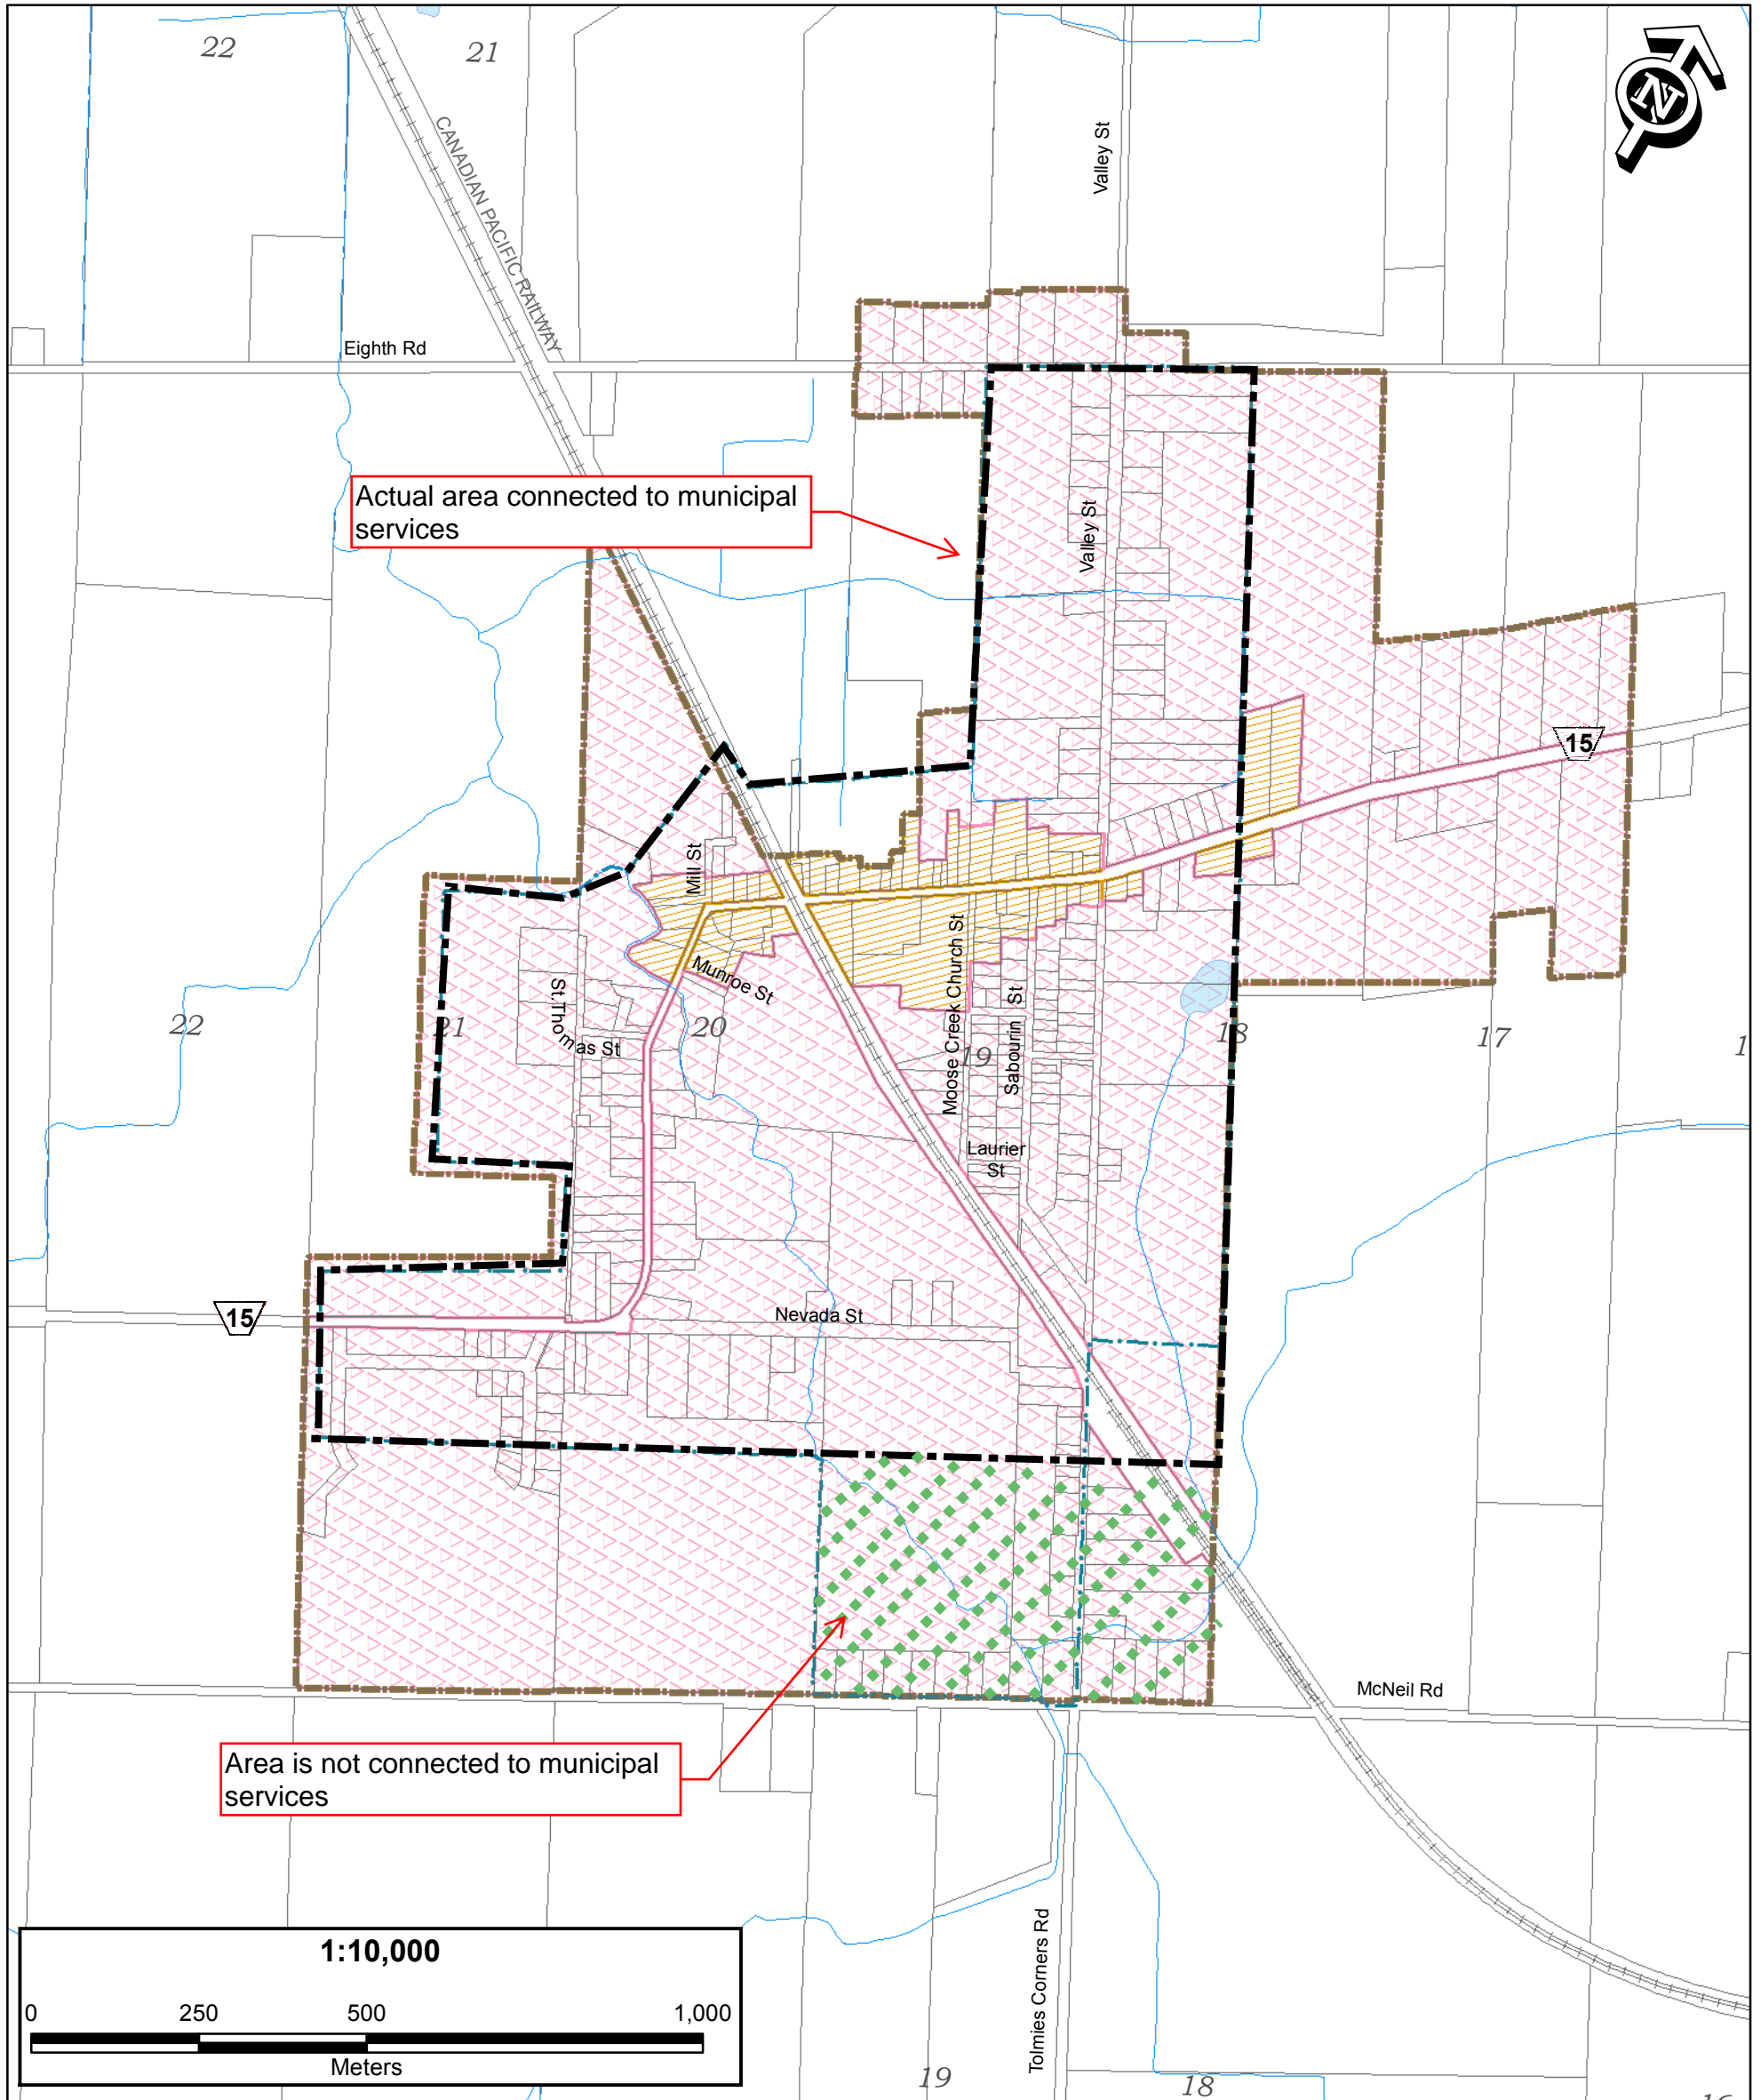 22
21
N
CANADIAN PACIFIC RAILWAY
Valley St
Eighth Rd
Actual area connected to municipal
services
Valley St
15
Mill St
Munroe St
Moose Creek Church St
St.Thomas St
Sabourin St
22
21
20
19
18
17
1
Laurier
St
15
Nevada St
McNeil Rd
Area is not connected to municipal
services
Tolmies Corners Rd
1:10,000
0 250 500 1,000
Meters
19
18